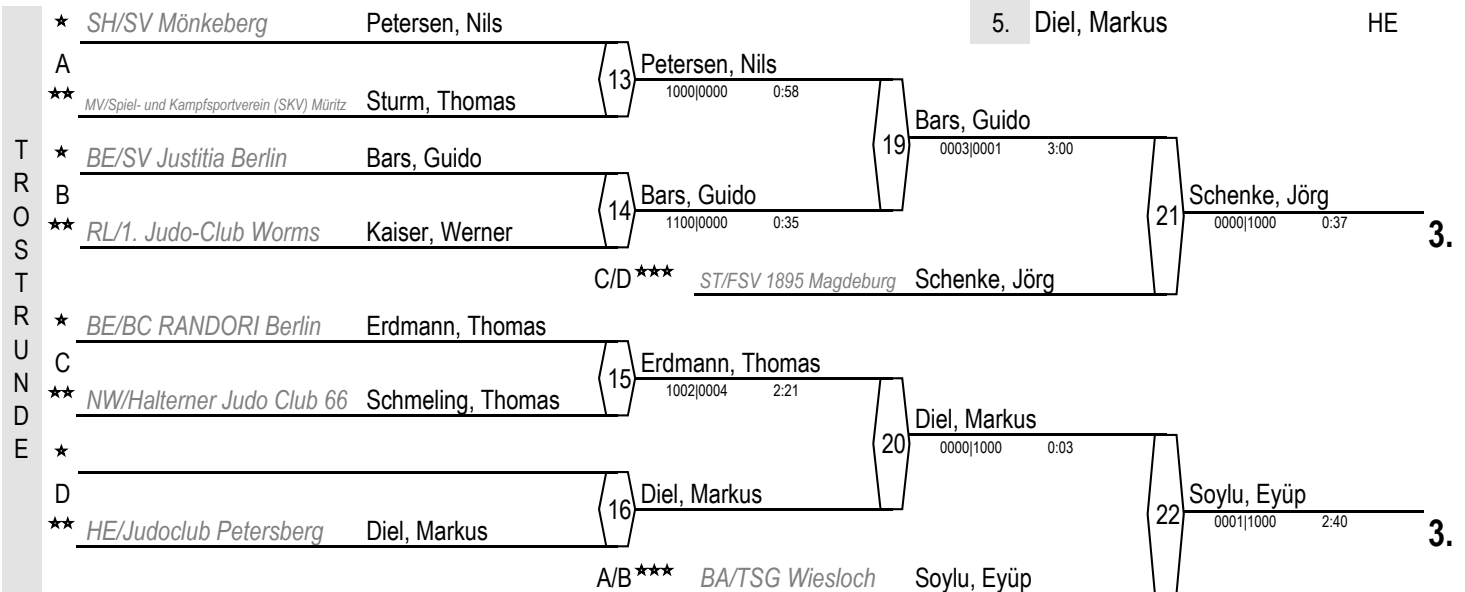 ★ SH/SV Mönkeberg Petersen, Nils
5. Diel, Markus HE
A
13 Petersen, Nils
1000|0000 0:58
★★ MV/Spiel- und Kampfsportverein (SKV) Müritz Sturm, Thomas
19 Bars, Guido
0003|0001 3:00
TROSTRUNDE
★ BE/SV Justitia Berlin Bars, Guido
B
14 Bars, Guido
1100|0000 0:35
21 Schenke, Jörg
0000|1000 0:37
3.
★★ RL/1. Judo-Club Worms Kaiser, Werner
C/D ★★★ ST/FSV 1895 Magdeburg Schenke, Jörg
★ BE/BC RANDORI Berlin Erdmann, Thomas
C
15 Erdmann, Thomas
1002|0004 2:21
★★ NW/Halterner Judo Club 66 Schmeling, Thomas
20 Diel, Markus
0000|1000 0:03
★
D
16 Diel, Markus
22 Soylu, Eyüp
0001|1000 2:40
3.
★★ HE/Judoclub Petersberg Diel, Markus
A/B ★★★ BA/TSG Wiesloch Soylu, Eyüp